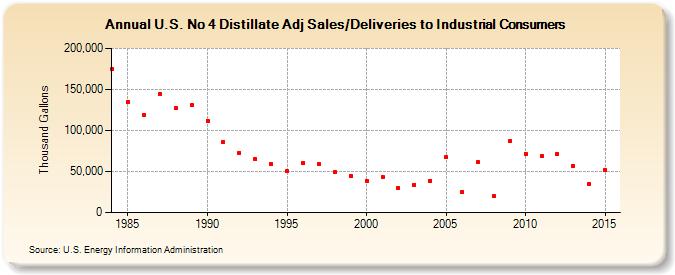 Annual U.S. No 4 Distillate Adj Sales/Deliveries to Industrial Consumers
Thousand Gallons
200,000
150,000
100,000
50,000
0
1985 1990 1995 2000 2005 2010 2015
Source: U.S. Energy Information Administration